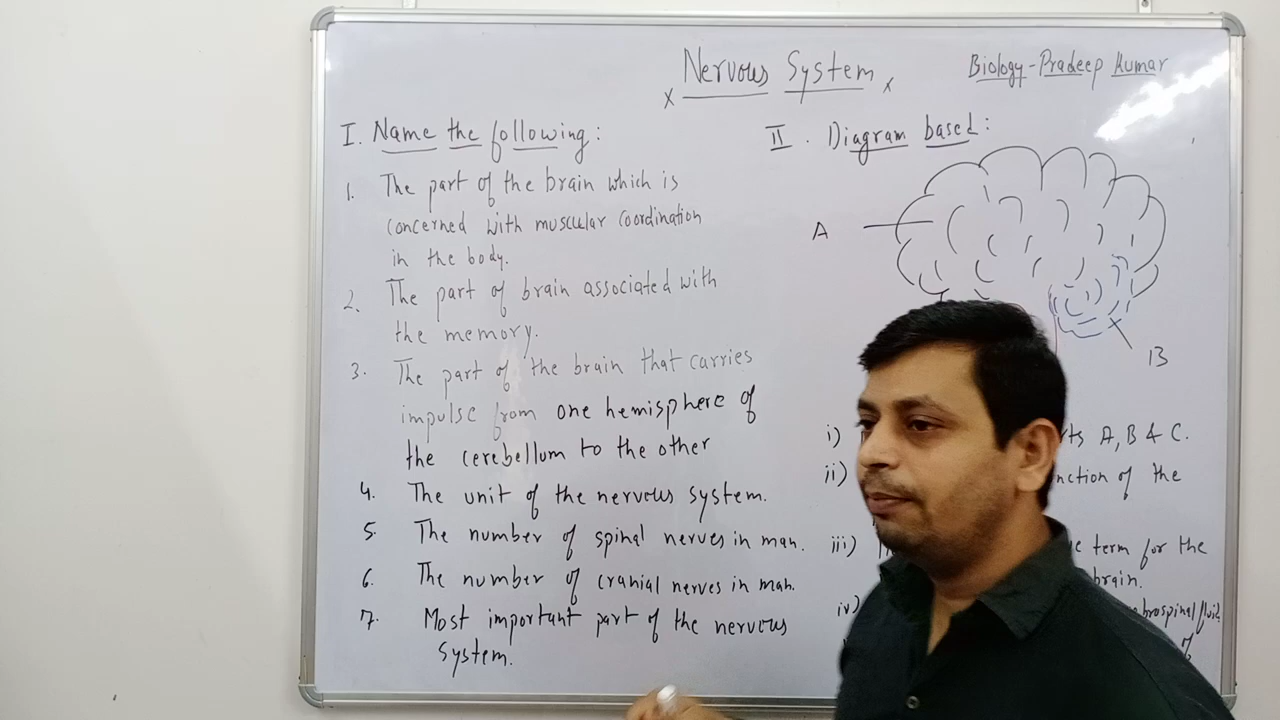 Nervous System
Biology-Pradeep Kumar
I. Name the following:
1. The part of the brain which is
concerned with muscular coordination
in the body.
2. The part of brain associated with
the memory.
3. The part of the brain that carries
impulse from one hemisphere of
the cerebellum to the other
4. The unit of the nervous system.
5. The number of spinal nerves in man.
6. The number of cranial nerves in man.
7. Most important part of the nervous
system.
II. Diagram based:
A
B
i) A, B & C.
ii) of the
iii) term for the
brain.
iv)